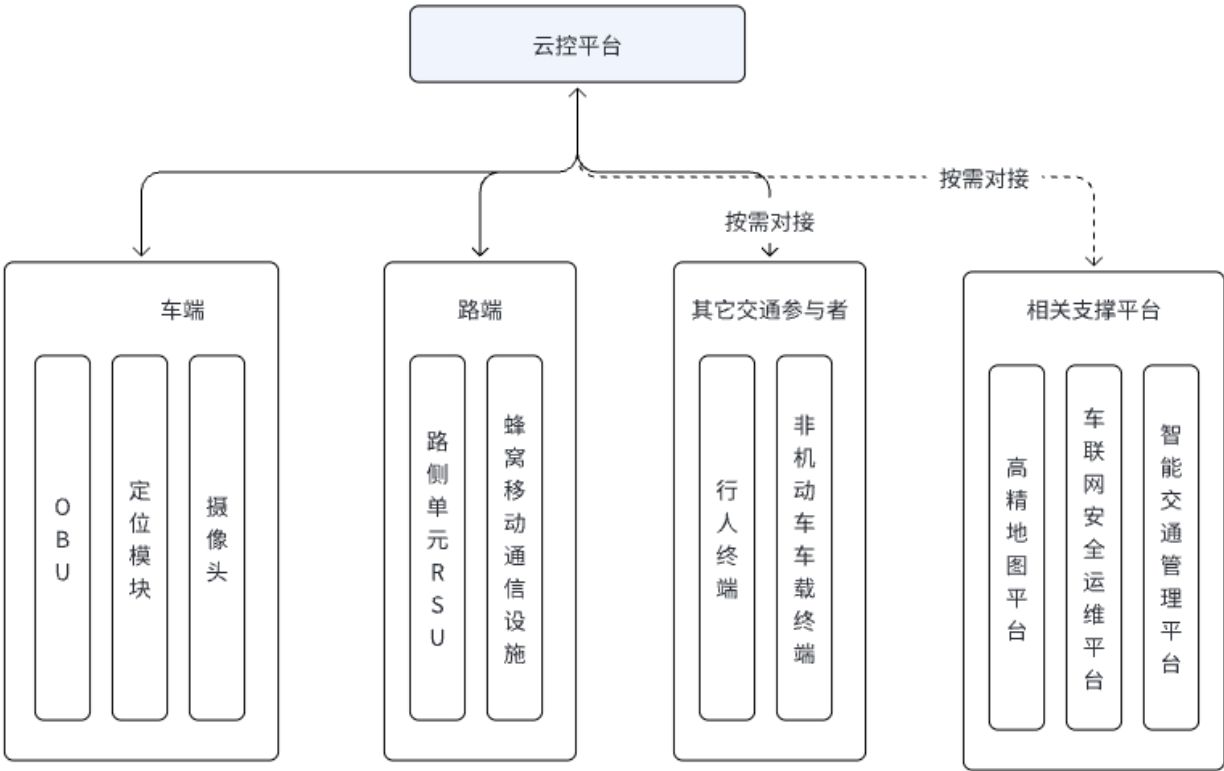 云控平台
按需对接
按需对接
车端
OBU
定位模块
摄像头
路端
路侧单元RSU
蜂窝移动通信设施
其它交通参与者
行人终端
非机动车车载终端
相关支撑平台
高精地图平台
车联网安全运维平台
智能交通管理平台